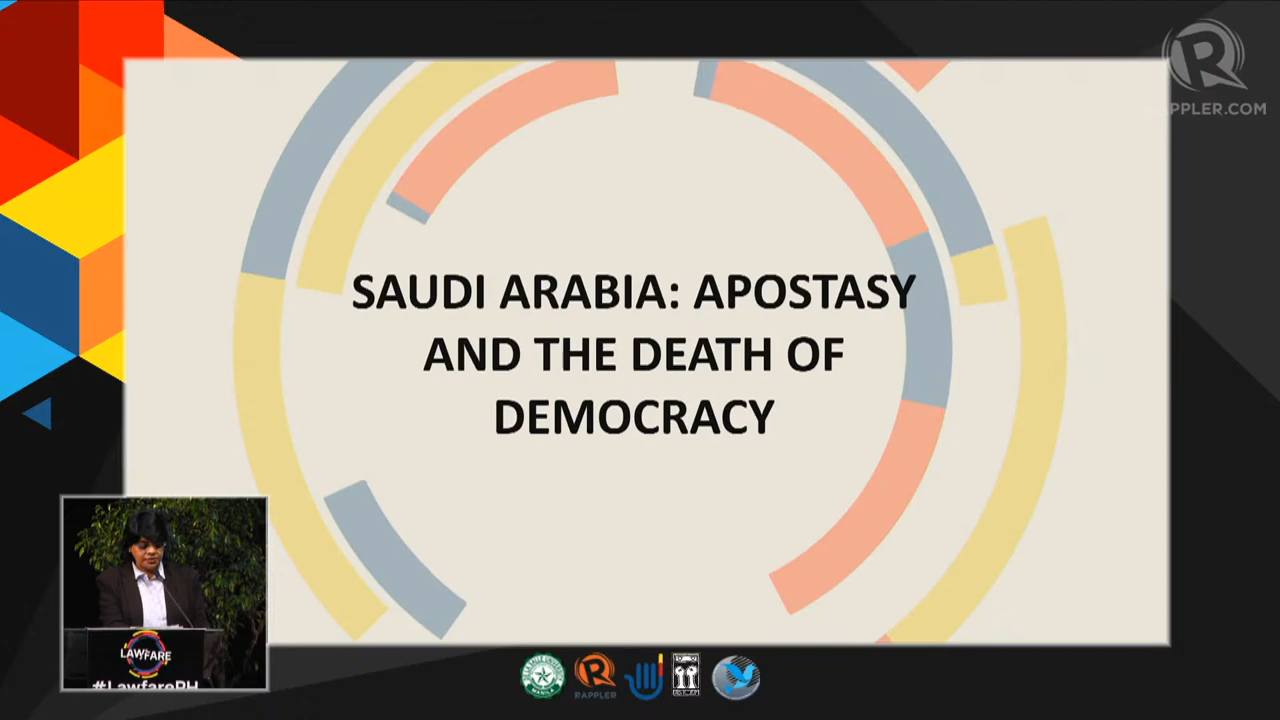 RAPPLER.COM
SAUDI ARABIA: APOSTASY
AND THE DEATH OF
DEMOCRACY
LAWFARE
#LawfarePH
RAPPLER